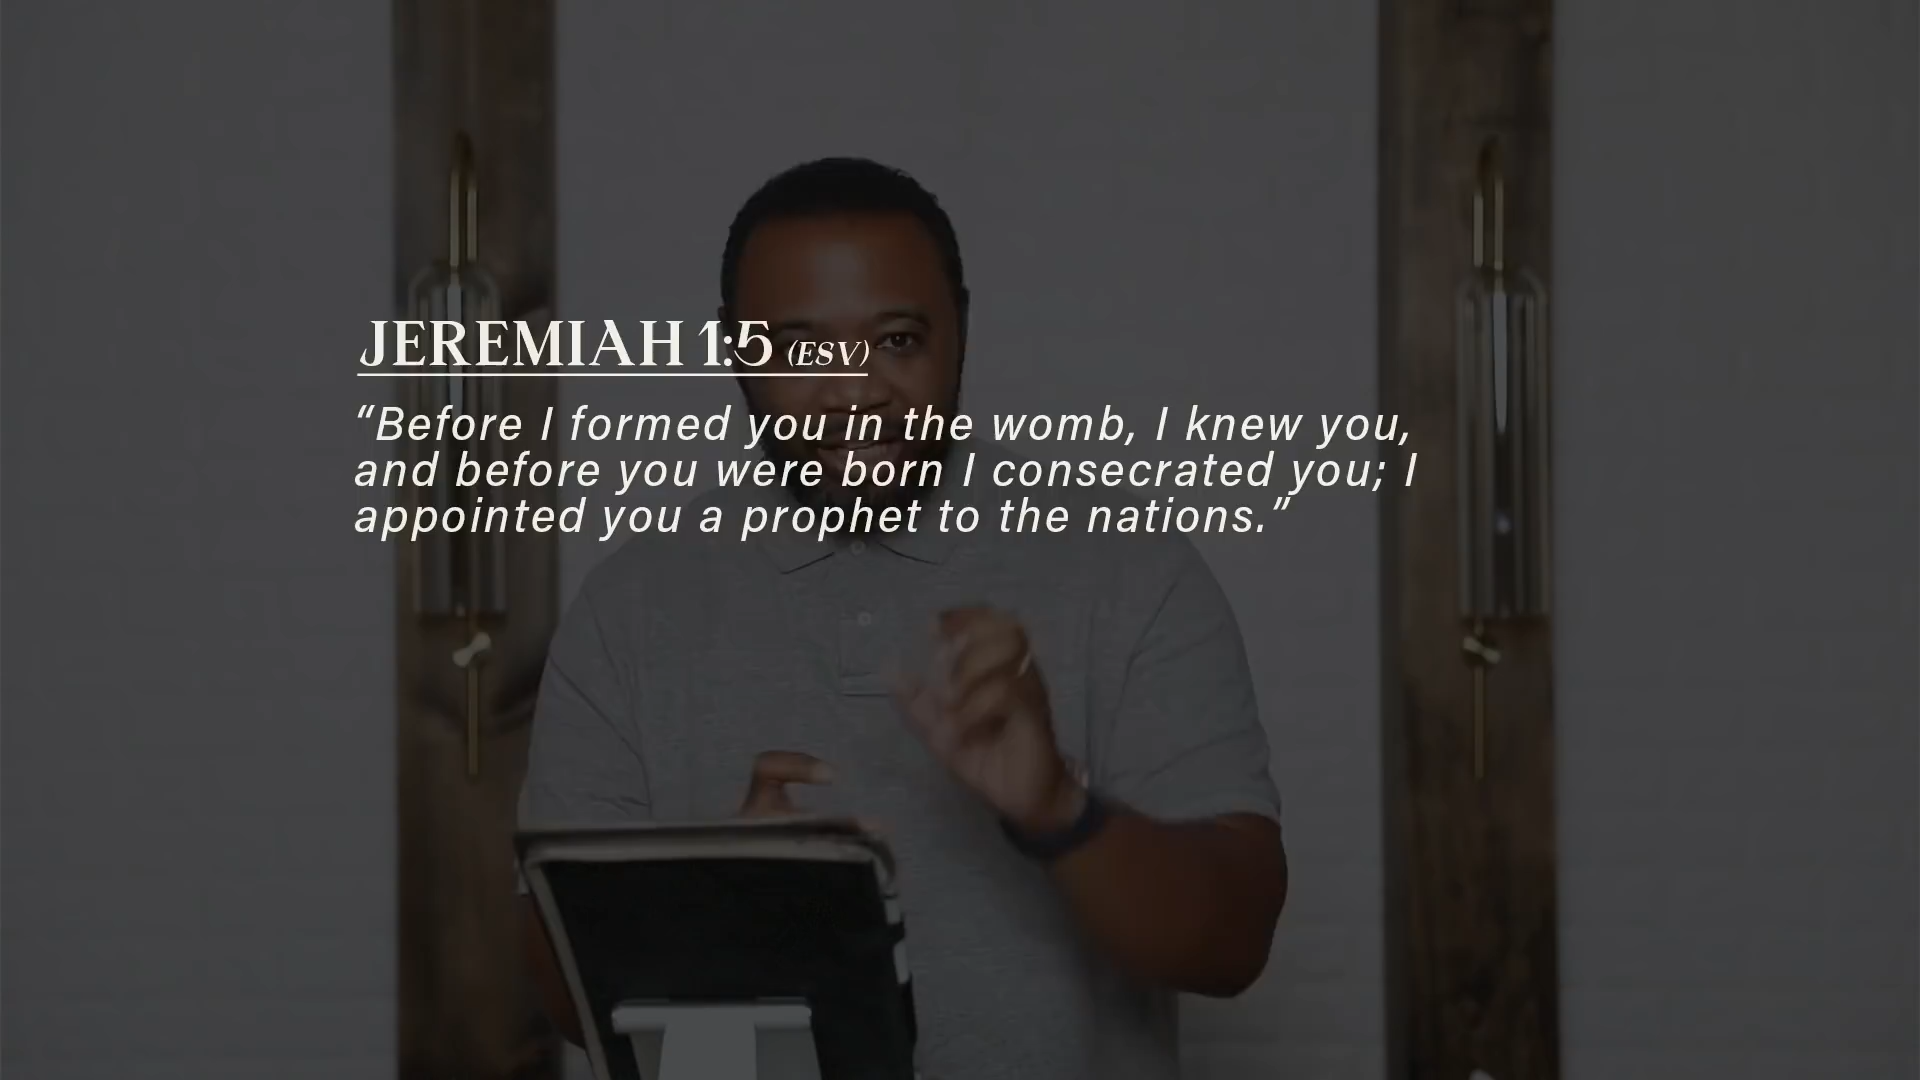 JEREMIAH 1:5 (ESV)
“Before I formed you in the womb, I knew you,
and before you were born I consecrated you; I
appointed you a prophet to the nations.”